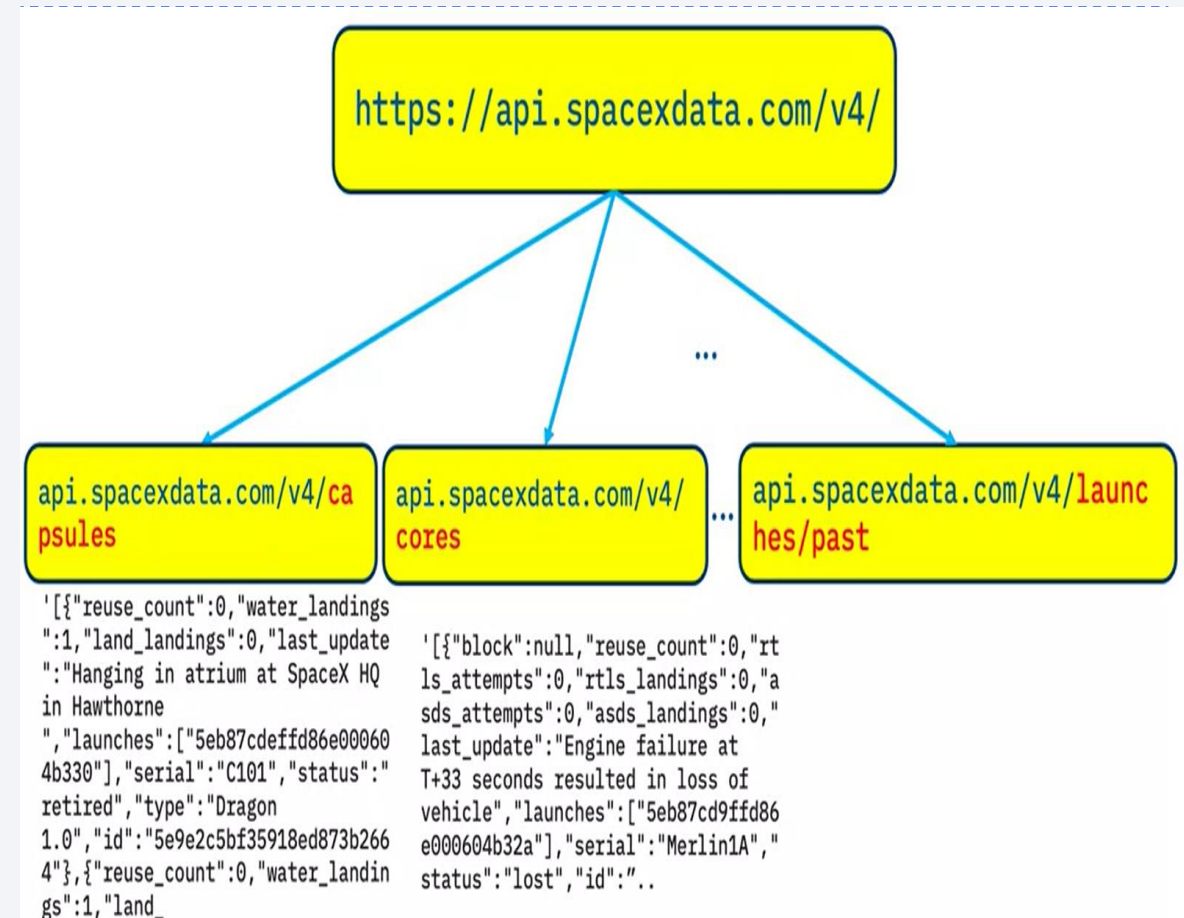 https://api.spacexdata.com/v4/
...
api.spacexdata.com/v4/ca
psules
api.spacexdata.com/v4/
cores
...
api.spacexdata.com/v4/launc
hes/past
'[{"reuse_count":0,"water_landings
":1,"land_landings":0,"last_update
":"Hanging in atrium at SpaceX HQ
in Hawthorne
","launches":["5eb87cdeffd86e00060
4b330"],"serial":"C101","status":"
retired","type":"Dragon
1.0","id":"5e9e2c5bf35918ed873b266
4"},{"reuse_count":0,"water_landin
gs":1,"land_
'[{"block":null,"reuse_count":0,"rt
ls_attempts":0,"rtls_landings":0,"a
sds_attempts":0,"asds_landings":0,"
last_update":"Engine failure at
T+33 seconds resulted in loss of
vehicle","launches":["5eb87cd9ffd86
e000604b32a"],"serial":"Merlin1A","
status":"lost","id":”..